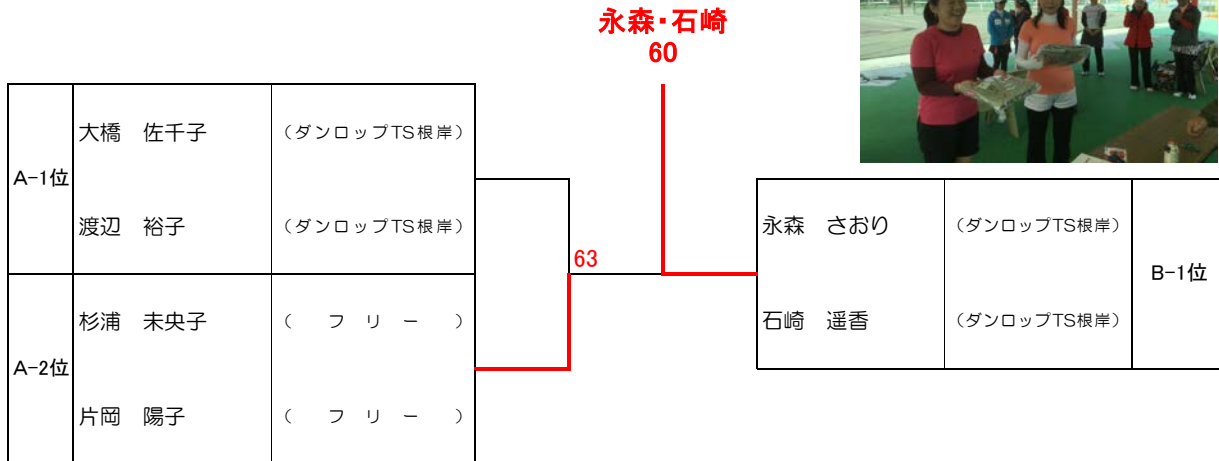 永森・石崎
60
A-1位
大橋　佐千子
（ダンロップTS根岸）
渡辺　裕子
（ダンロップTS根岸）
A-2位
杉浦　未央子
（　フ　リ　ー　）
片岡　陽子
（　フ　リ　ー　）
63
永森　さおり
（ダンロップTS根岸）
石崎　遥香
（ダンロップTS根岸）
B-1位